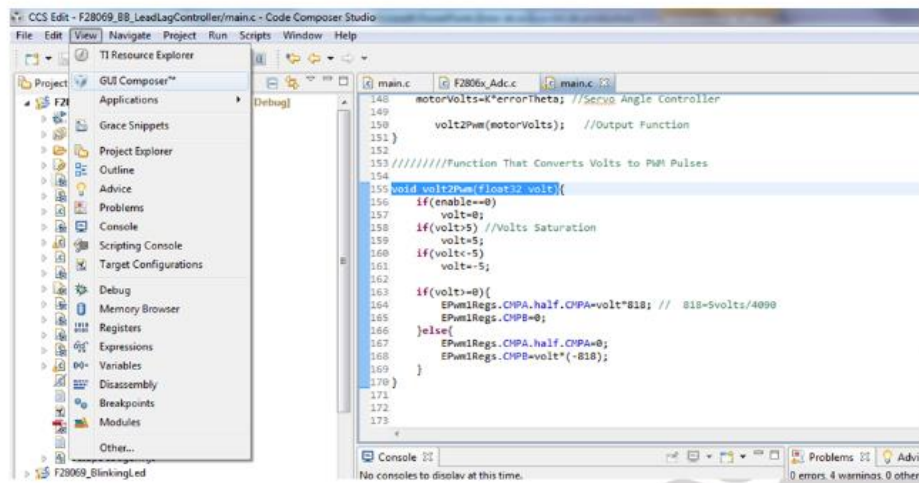 CCS Edit - F28069_BB_LeadLagController/main.c - Code Composer Studio
File Edit View Navigate Project Run Scripts Window Help
TI Resource Explorer
GUI Composer™
Applications
Grace Snippets
Project Explorer
Outline
Advice
Problems
Console
Scripting Console
Target Configurations
Debug
Memory Browser
Registers
Expressions
Variables
Disassembly
Breakpoints
Modules
Other...
Project
F28
Debug]
F28069_BlinkingLed
main.c F2806x_Adc.c main.c
148 motorVolts=K*errorTheta; //Servo Angle Controller
149
150 volt2Pwm(motorVolts); //Output Function
151 }
152
153 /////////Function That Converts Volts to PWM Pulses
154
155 void volt2Pwm(float32 volt){
156 if(enable==0)
157 volt=0;
158 if(volt>5) //Volts Saturation
159 volt=5;
160 if(volt<-5)
161 volt=-5;
162
163 if(volt>=0){
164 EPwm1Regs.CMPA.half.CMPA=volt*818; // 818=5volts/4090
165 EPwm1Regs.CMPB=0;
166 }else{
167 EPwm1Regs.CMPA.half.CMPA=0;
168 EPwm1Regs.CMPB=volt*(-818);
169 }
170 }
171
172
173
Console
No consoles to display at this time.
Problems Advi
0 errors, 4 warnings, 0 other